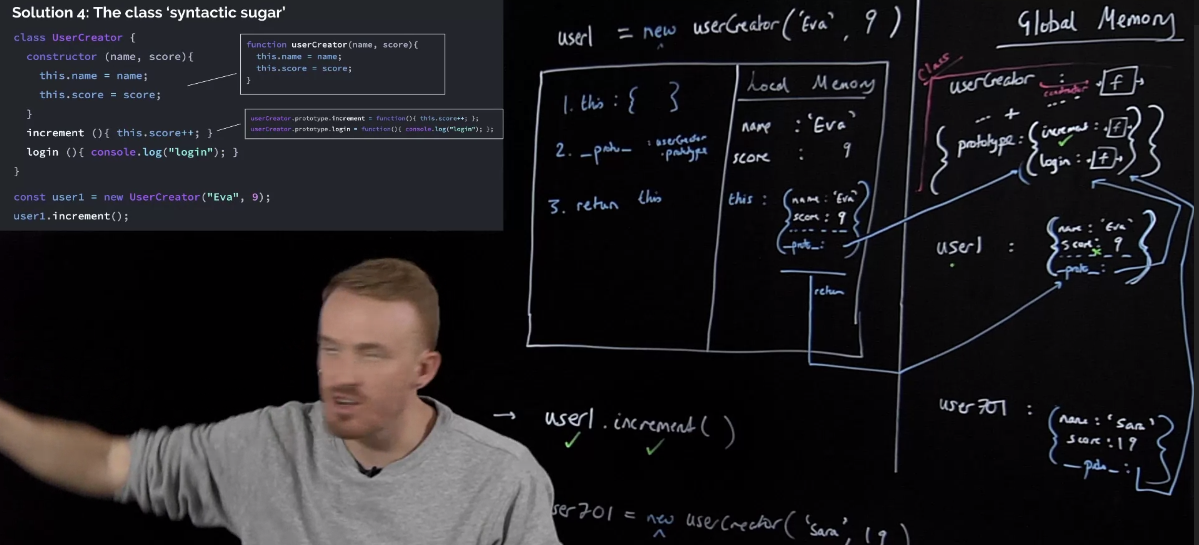 Solution 4: The class ‘syntactic sugar’
class UserCreator {
constructor (name, score){
this.name = name;
this.score = score;
}
increment (){ this.score++; }
login (){ console.log("login"); }
}
const user1 = new UserCreator("Eva", 9);
user1.increment();
function userCreator(name, score){
this.name = name;
this.score = score;
}
userCreator.prototype.increment = function(){ this.score++; };
userCreator.prototype.login = function(){ console.log("login"); };
user1 = new userCreator('Eva', 9)
1. this : { }
2. __proto__ : userCreator
.prototype
3. return this
Local Memory
name : 'Eva'
score : 9
this : { name : 'Eva'
score : 9
__proto__ : }
return
→ user1.increment( )
ser701 = new userCreator('Sara', 19)
Global Memory
Class
userCreator : f
constructor
... +
prototype: { increment : f
login : f }
user1 : { name : 'Eva'
score : 9
__proto__ : }
user701 : { name : 'Sara'
score : 19
__proto__ : }